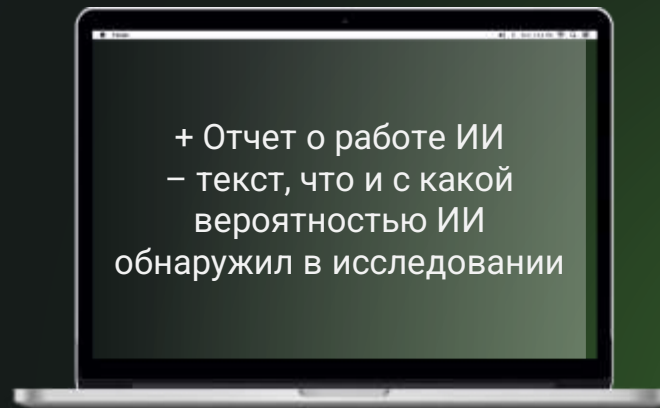 + Отчет о работе ИИ
– текст, что и с какой
вероятностью ИИ
обнаружил в исследовании